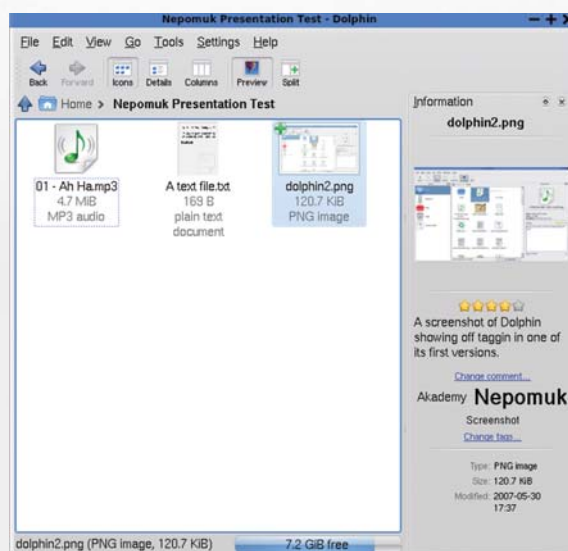 Nepomuk Presentation Test - Dolphin
File Edit View Go Tools Settings Help
Back Forward Icons Details Columns Preview Split
Home > Nepomuk Presentation Test
01 - Ah Ha.mp3
4.7 MiB
MP3 audio
A text file.txt
169 B
plain text
document
dolphin2.png
120.7 KiB
PNG image
Information
dolphin2.png
A screenshot of Dolphin
showing off taggin in one of
its first versions.
Change comment...
Akademy Nepomuk
Screenshot
Change tags...
Type: PNG image
Size: 120.7 KiB
Modified: 2007-05-30
17:37
dolphin2.png (PNG image, 120.7 KiB)
7.2 GiB free